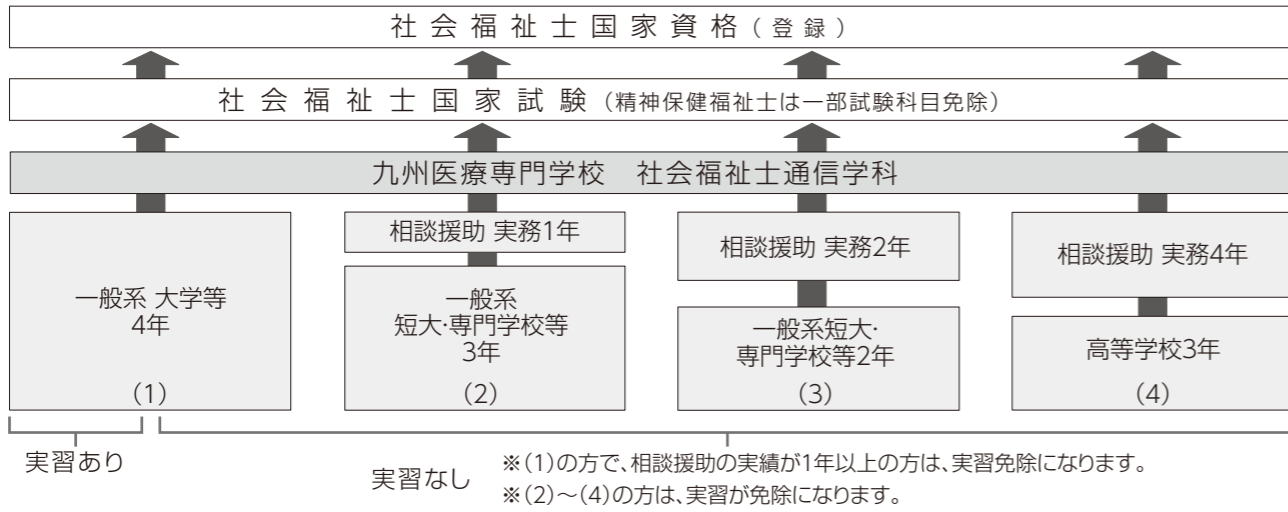 社会福祉士国家資格(登録)
社会福祉士国家試験(精神保健福祉士は一部試験科目免除)
九州医療専門学校 社会福祉士通信学科
一般系 大学等
4年
(1)
相談援助 実務1年
一般系
短大・専門学校等
3年
(2)
相談援助 実務2年
一般系短大・
専門学校等2年
(3)
相談援助 実務4年
高等学校3年
(4)
実習あり
実習なし
※(1)の方で、相談援助の実績が1年以上の方は、実習免除になります。
※(2)～(4)の方は、実習が免除になります。